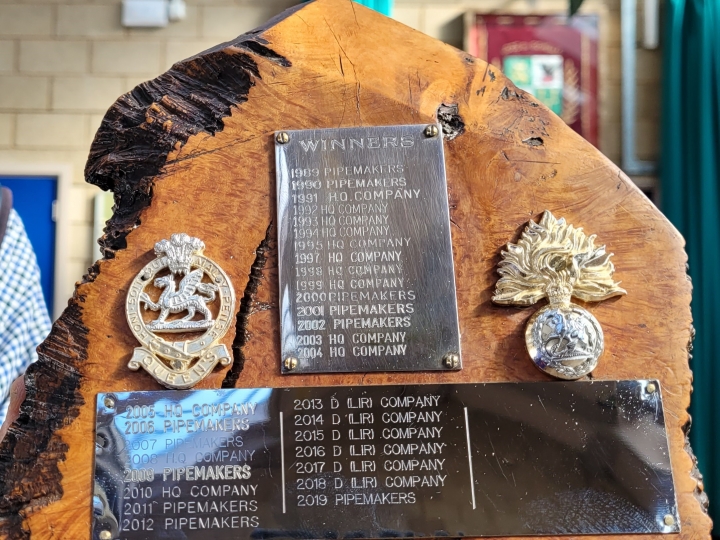 WINNERS
1989 PIPEMAKERS
1990 PIPEMAKERS
1991 HQ. COMPANY
1992 HQ COMPANY
1993 HQ COMPANY
1994 HQ COMPANY
1995 HQ COMPANY
1997 HQ COMPANY
1998 HQ COMPANY
1999 HQ COMPANY
2000 PIPEMAKERS
2001 PIPEMAKERS
2002 PIPEMAKERS
2003 HQ COMPANY
2004 HQ COMPANY
QUEENS
2005 HQ COMPANY
2006 PIPEMAKERS
2007 PIPEMAKERS
2008 HQ COMPANY
2009 PIPEMAKERS
2010 HQ COMPANY
2011 PIPEMAKERS
2012 PIPEMAKERS
2013 D (LIR) COMPANY
2014 D (LIR) COMPANY
2015 D (LIR) COMPANY
2016 D (LIR) COMPANY
2017 D (LIR) COMPANY
2018 D (LIR) COMPANY
2019 PIPEMAKERS